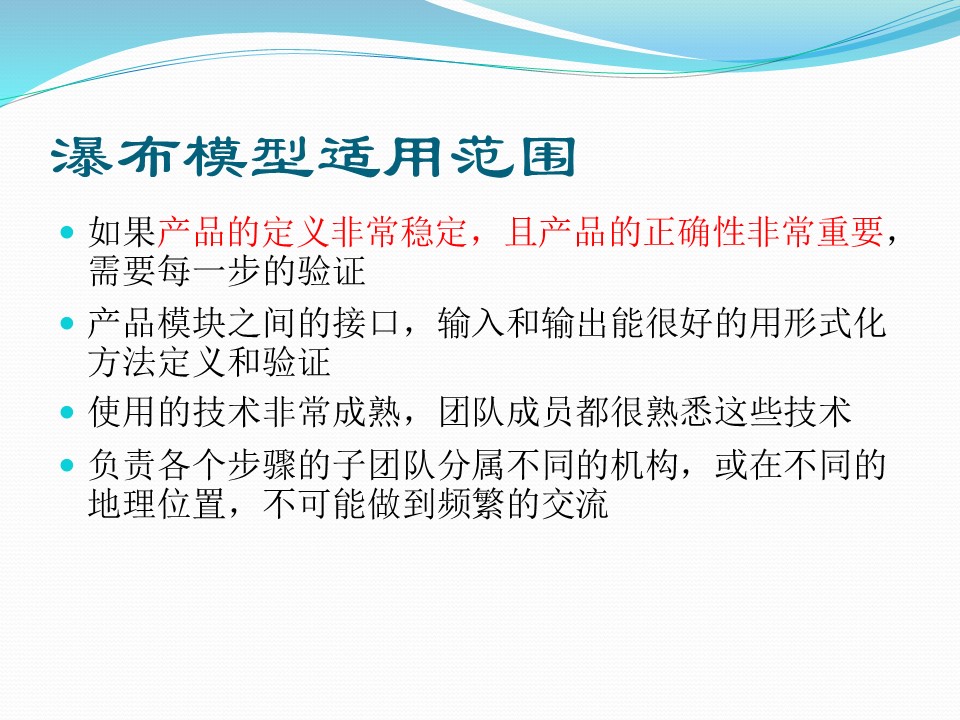 瀑布模型适用范围
如果产品的定义非常稳定，且产品的正确性非常重要，
需要每一步的验证
产品模块之间的接口，输入和输出能很好的用形式化
方法定义和验证
使用的技术非常成熟，团队成员都很熟悉这些技术
负责各个步骤的子团队分属不同的机构，或在不同的
地理位置，不可能做到频繁的交流